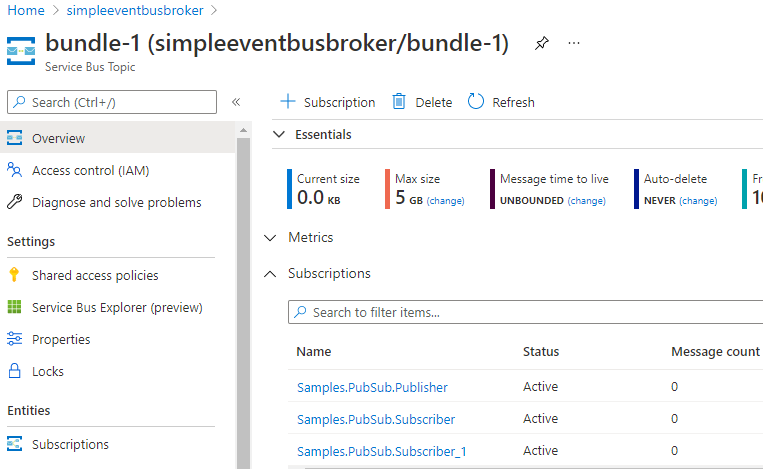 Home > simpleeventbusbroker >
bundle-1 (simpleeventbusbroker/bundle-1) ...
Service Bus Topic
Search (Ctrl+/) «
Overview
Access control (IAM)
Diagnose and solve problems
Settings
Shared access policies
Service Bus Explorer (preview)
Properties
Locks
Entities
Subscriptions
+ Subscription Delete Refresh
Essentials
Current size Max size Message time to live Auto-delete
0.0 KB 5 GB (change) UNBOUNDED (change) NEVER (change)
Metrics
Subscriptions
Search to filter items...
Name Status Message count
Samples.PubSub.Publisher Active 0
Samples.PubSub.Subscriber Active 0
Samples.PubSub.Subscriber_1 Active 0